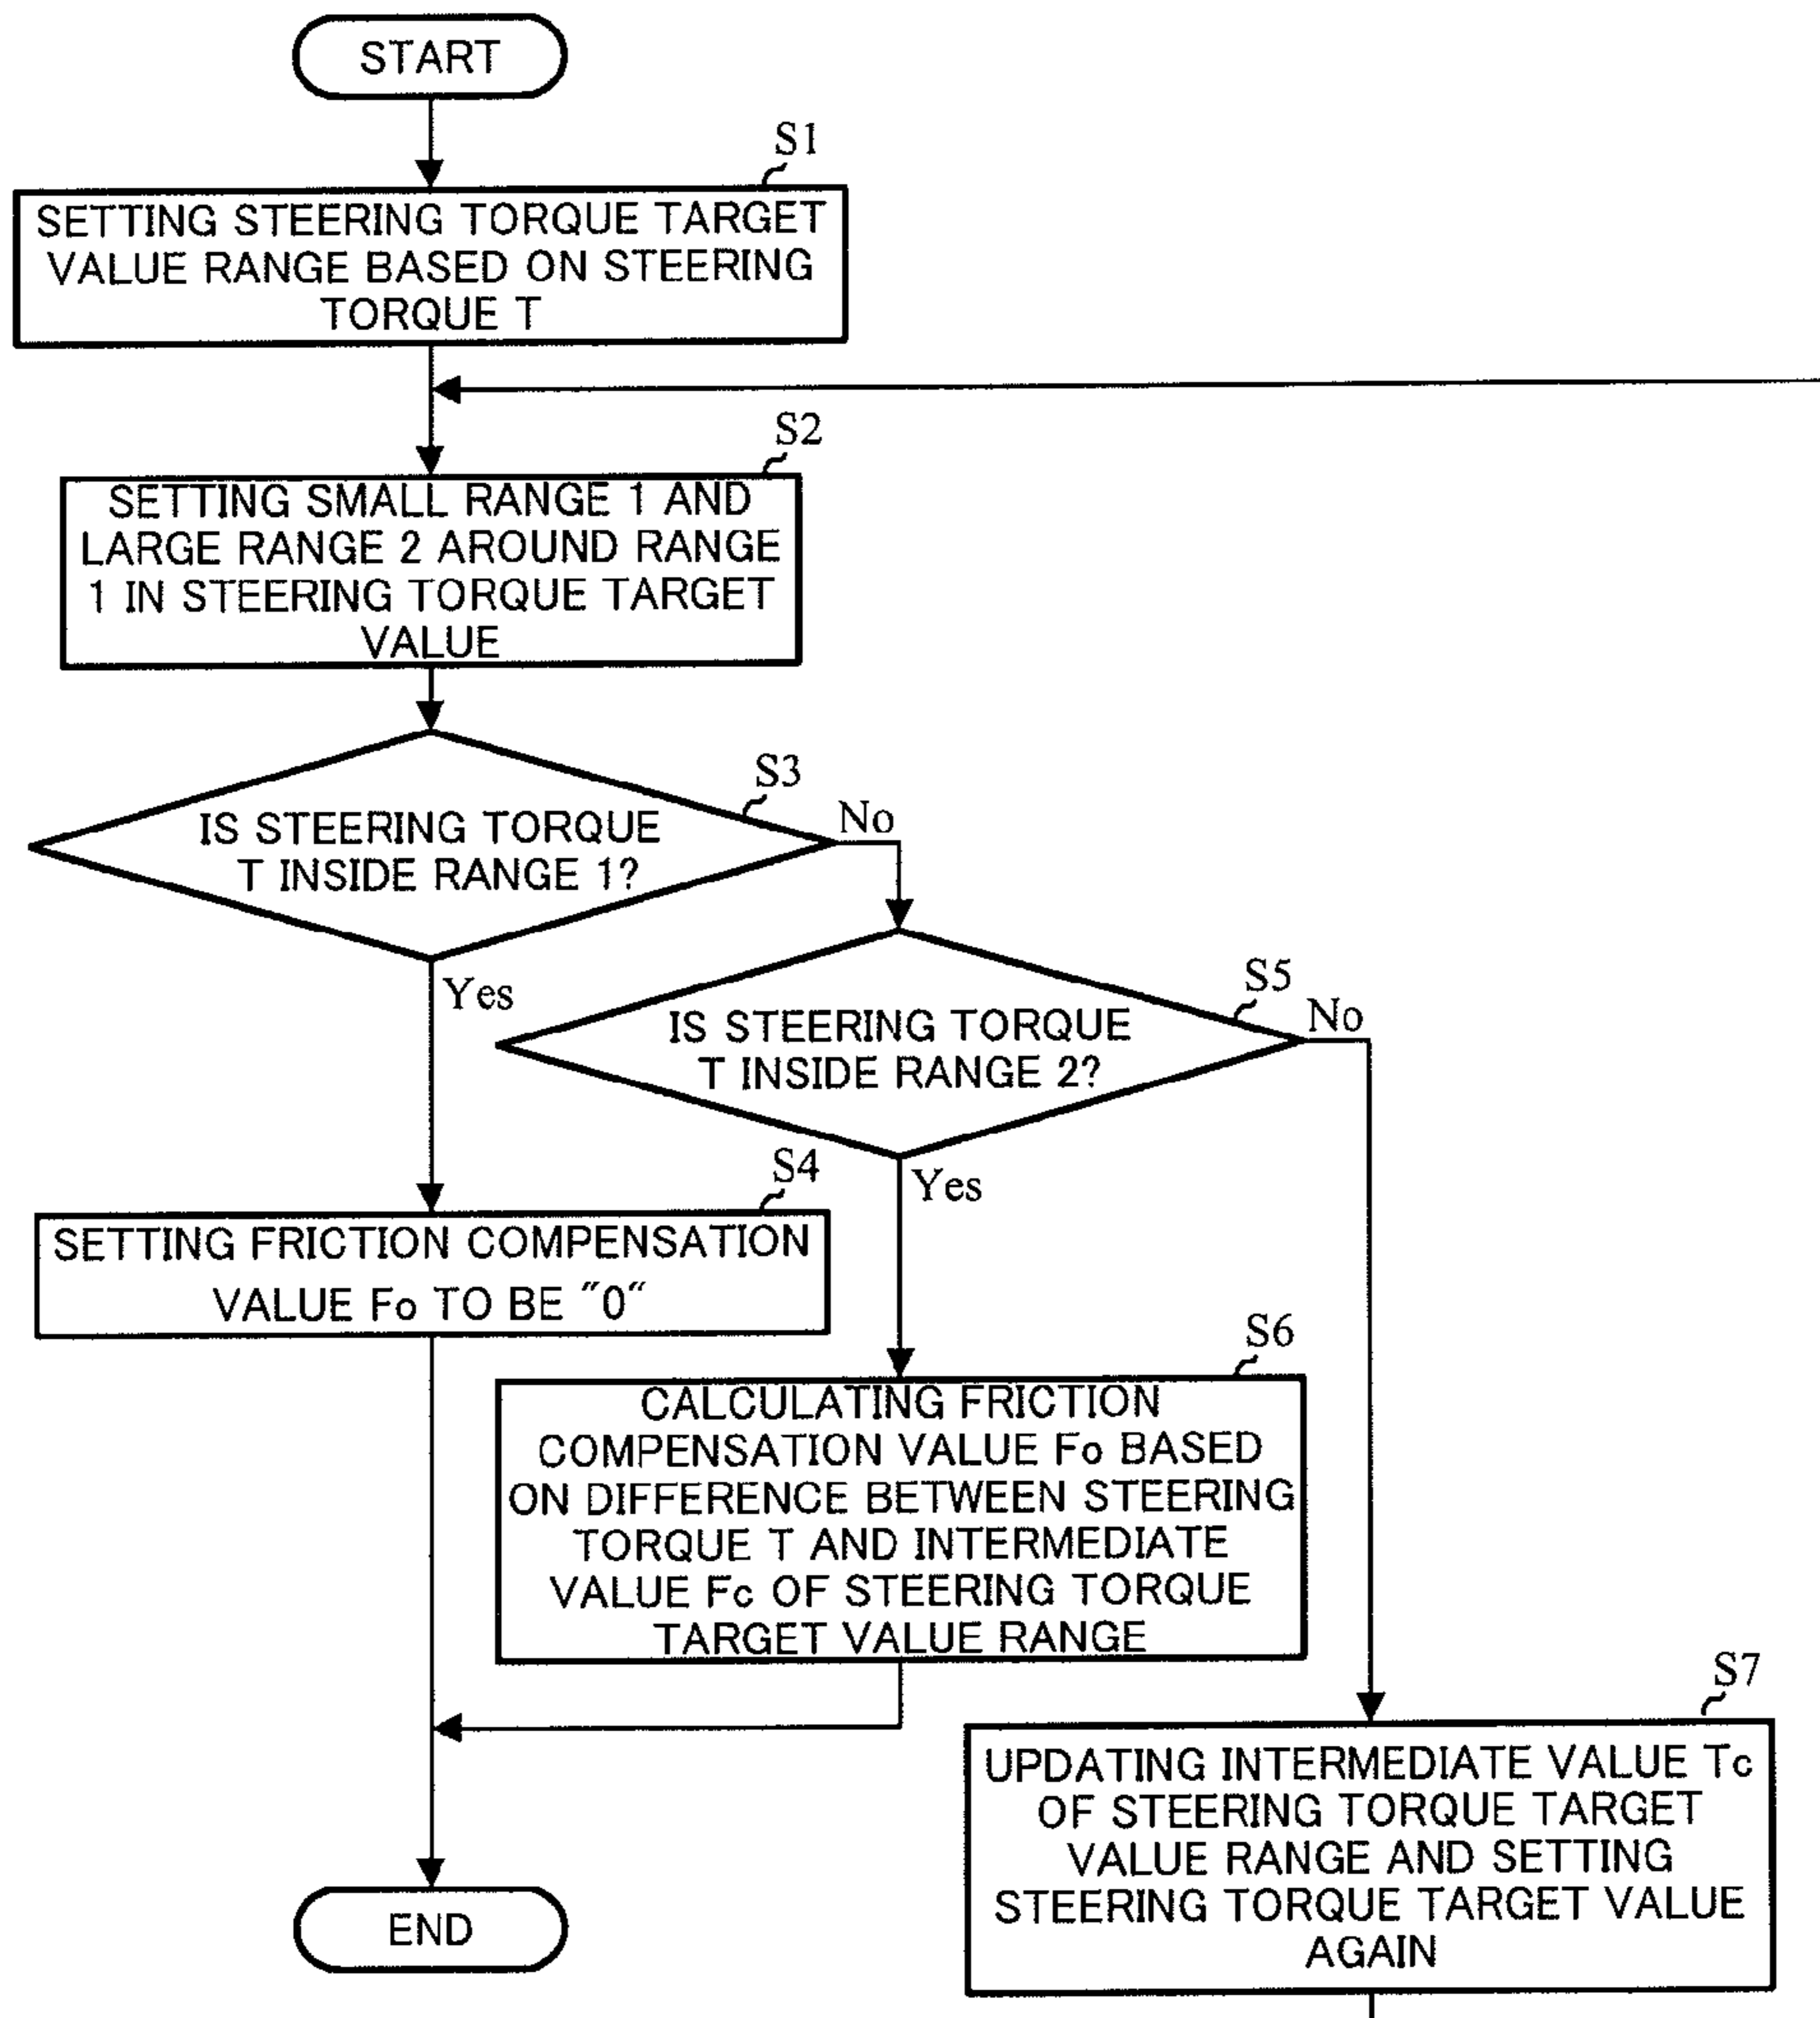 START
S1
SETTING STEERING TORQUE TARGET
VALUE RANGE BASED ON STEERING
TORQUE T
S2
SETTING SMALL RANGE 1 AND
LARGE RANGE 2 AROUND RANGE
1 IN STEERING TORQUE TARGET
VALUE
S3
IS STEERING TORQUE
T INSIDE RANGE 1?
No
Yes
S5
IS STEERING TORQUE
T INSIDE RANGE 2?
No
Yes
S4
SETTING FRICTION COMPENSATION
VALUE Fo TO BE "0"
S6
CALCULATING FRICTION
COMPENSATION VALUE Fo BASED
ON DIFFERENCE BETWEEN STEERING
TORQUE T AND INTERMEDIATE
VALUE Fc OF STEERING TORQUE
TARGET VALUE RANGE
S7
UPDATING INTERMEDIATE VALUE Tc
OF STEERING TORQUE TARGET
VALUE RANGE AND SETTING
STEERING TORQUE TARGET VALUE
AGAIN
END